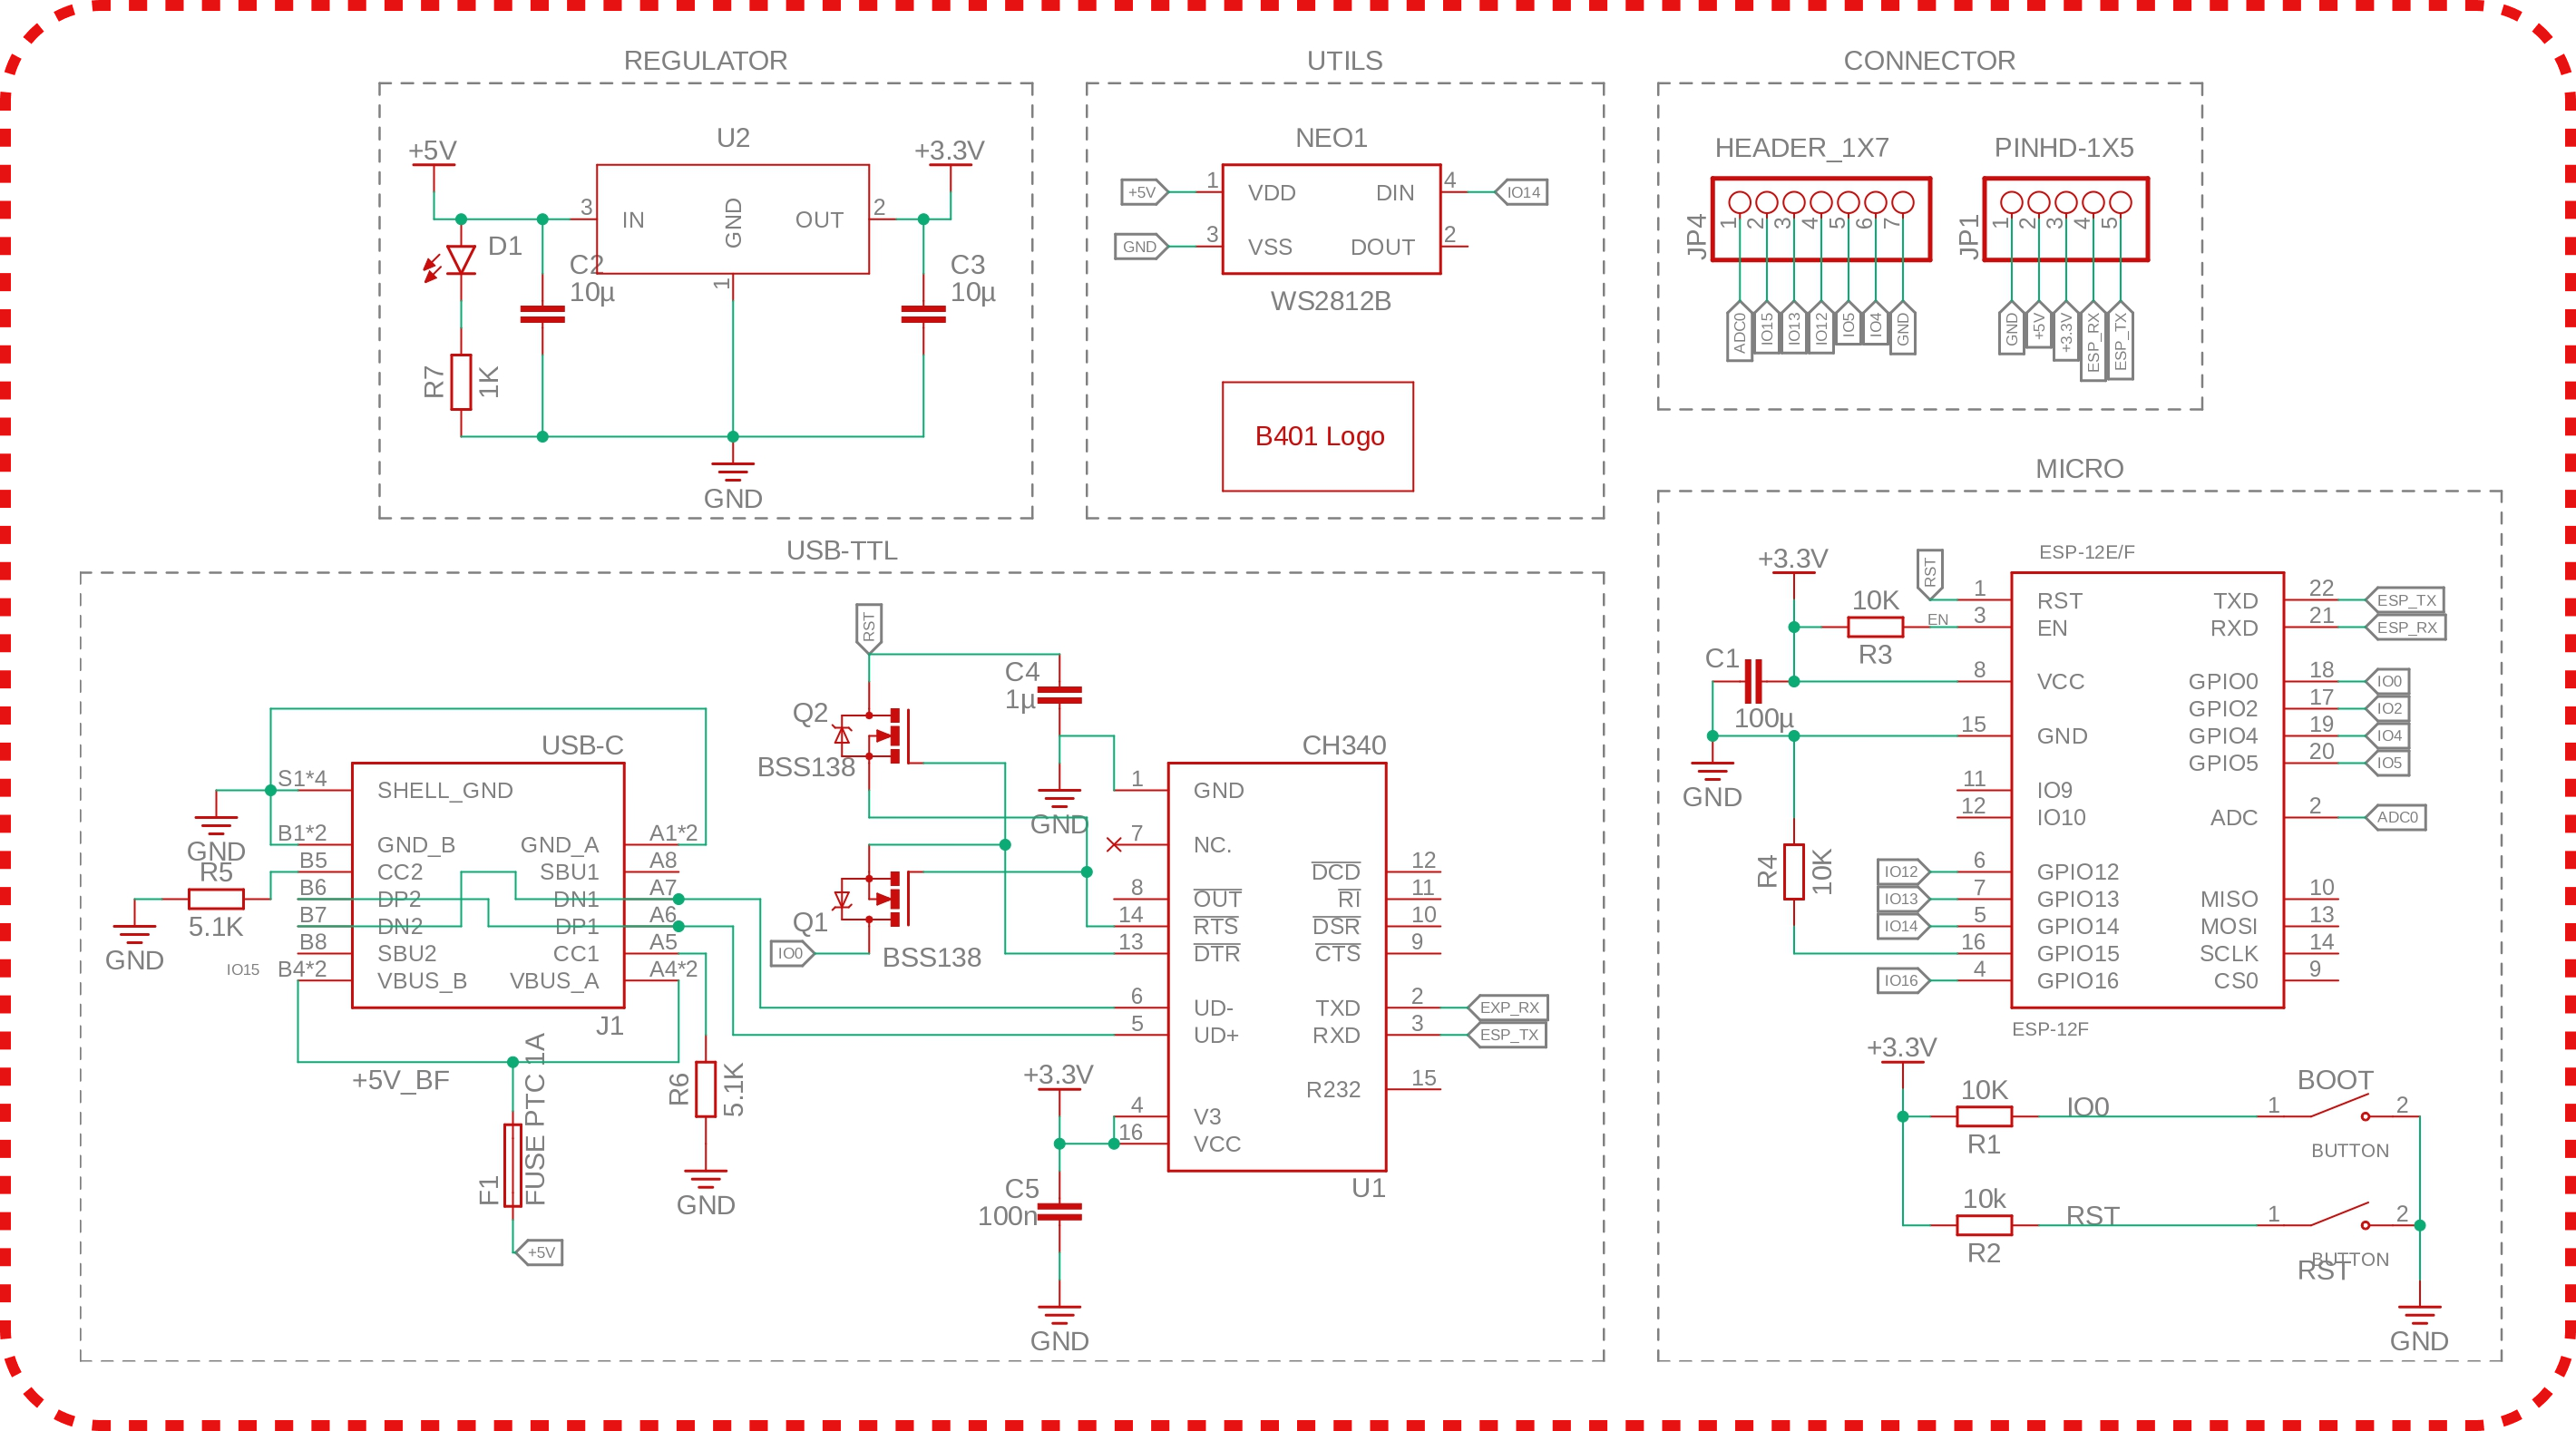 REGULATOR
+5V
U2
+3.3V
3
IN
GND
OUT
2
1
D1
C2
10µ
C3
10µ
R7
1K
GND
UTILS
NEO1
+5V
1
VDD
DIN
4
IO14
GND
3
VSS
DOUT
2
WS2812B
B401 Logo
CONNECTOR
HEADER_1X7
JP4
1
2
3
4
5
6
7
ADC0
IO15
IO13
IO12
IO5
IO4
GND
PINHD-1X5
JP1
1
2
3
4
5
GND
+5V
+3.3V
ESP_RX
ESP_TX
USB-TTL
USB-C
S1*4
SHELL_GND
GND
B1*2
GND_B
GND_A
A1*2
B5
CC2
SBU1
A8
B6
DP2
DN1
A7
B7
DN2
DP1
A6
B8
SBU2
CC1
A5
IO15
B4*2
VBUS_B
VBUS_A
A4*2
J1
R5
5.1K
GND
+5V_BF
F1
FUSE PTC 1A
+5V
R6
5.1K
GND
RST
Q2
BSS138
C4
1µ
GND
Q1
BSS138
IO0
CH340
1
GND
7
NC.
8
OUT
14
RTS
13
DTR
6
UD-
5
UD+
4
V3
16
VCC
DCD
12
RI
11
DSR
10
CTS
9
TXD
2
EXP_RX
RXD
3
ESP_TX
R232
15
U1
+3.3V
C5
100n
GND
MICRO
ESP-12E/F
+3.3V
RST
10K
R3
EN
C1
100µ
GND
R4
10K
1
RST
3
EN
8
VCC
15
GND
11
IO9
12
IO10
IO12
6
GPIO12
IO13
7
GPIO13
IO14
5
GPIO14
16
GPIO15
IO16
4
GPIO16
TXD
22
ESP_TX
RXD
21
ESP_RX
GPIO0
18
IO0
GPIO2
17
IO2
GPIO4
19
IO4
GPIO5
20
IO5
ADC
2
ADC0
MISO
10
MOSI
13
SCLK
14
CS0
9
ESP-12F
+3.3V
10K
R1
IO0
BOOT
1
2
BUTTON
10k
R2
RST
1
2
BUTTON
RST
GND